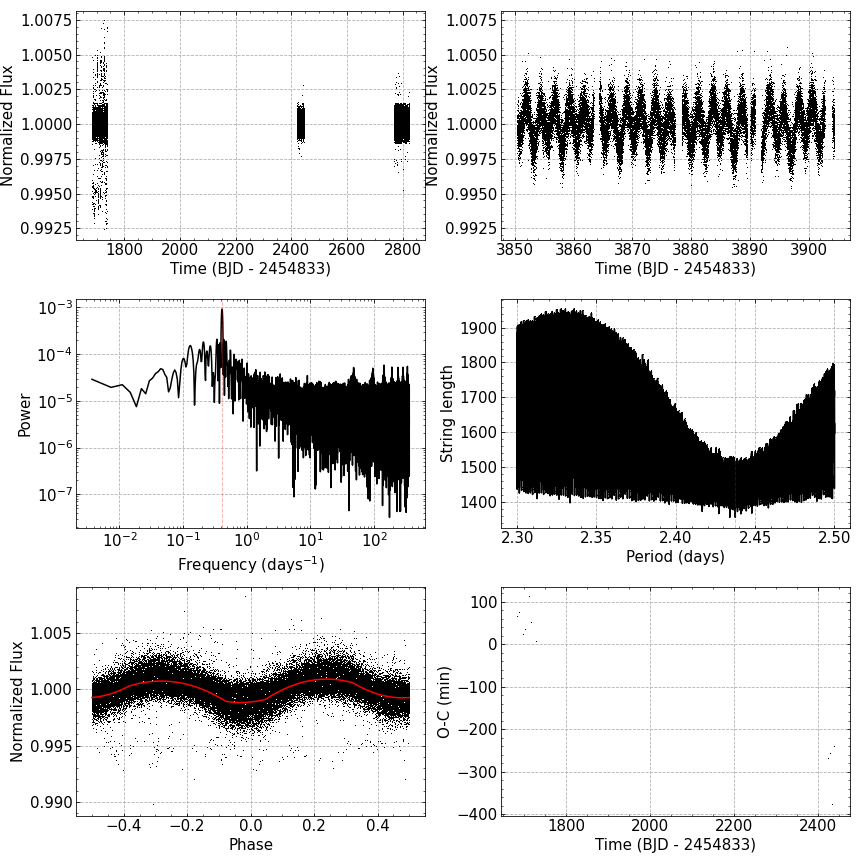 1.0075
1.0050
1.0025
1.0000
0.9975
0.9950
0.9925
Normalized Flux
1800 2000 2200 2400 2600 2800
Time (BJD - 2454833)
1.0075
1.0050
1.0025
1.0000
0.9975
0.9950
0.9925
Normalized Flux
3850 3860 3870 3880 3890 3900
Time (BJD - 2454833)
10⁻³
10⁻⁴
10⁻⁵
10⁻⁶
10⁻⁷
Power
10⁻² 10⁻¹ 10⁰ 10¹ 10²
Frequency (days⁻¹)
1900
1800
1700
1600
1500
1400
String length
2.30 2.35 2.40 2.45 2.50
Period (days)
1.005
1.000
0.995
0.990
Normalized Flux
−0.4 −0.2 0.0 0.2 0.4
Phase
100
0
−100
−200
−300
−400
O-C (min)
1800 2000 2200 2400
Time (BJD - 2454833)